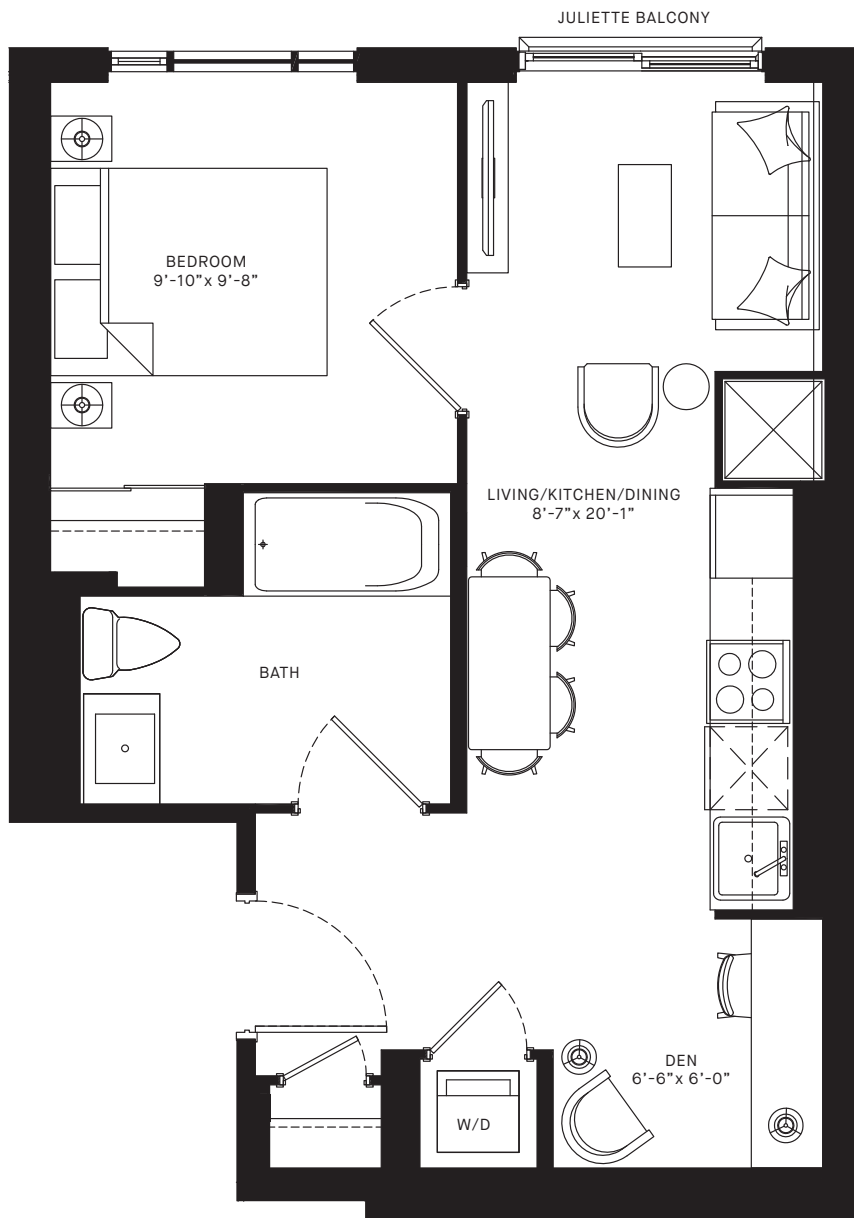 JULIETTE BALCONY
BEDROOM
9’-10”x 9’-8”
LIVING/KITCHEN/DINING
8’-7”x 20’-1”
BATH
DEN
6’-6”x 6’-0”
W/D